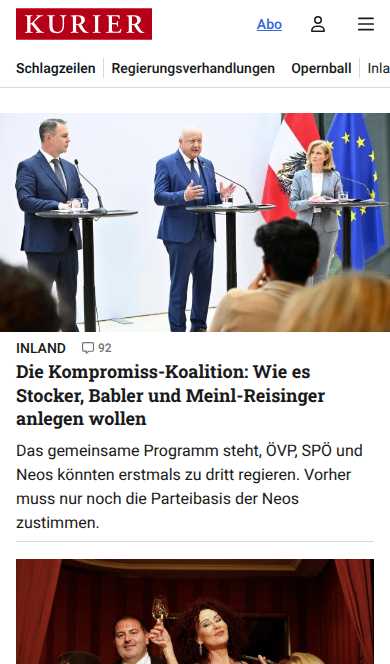 KURIER
Abo
Schlagzeilen
Regierungsverhandlungen
Opernball
Inla
INLAND
92
Die Kompromiss-Koalition: Wie es
Stocker, Babler und Meinl-Reisinger
anlegen wollen
Das gemeinsame Programm steht, ÖVP, SPÖ und
Neos könnten erstmals zu dritt regieren. Vorher
muss nur noch die Parteibasis der Neos
zustimmen.